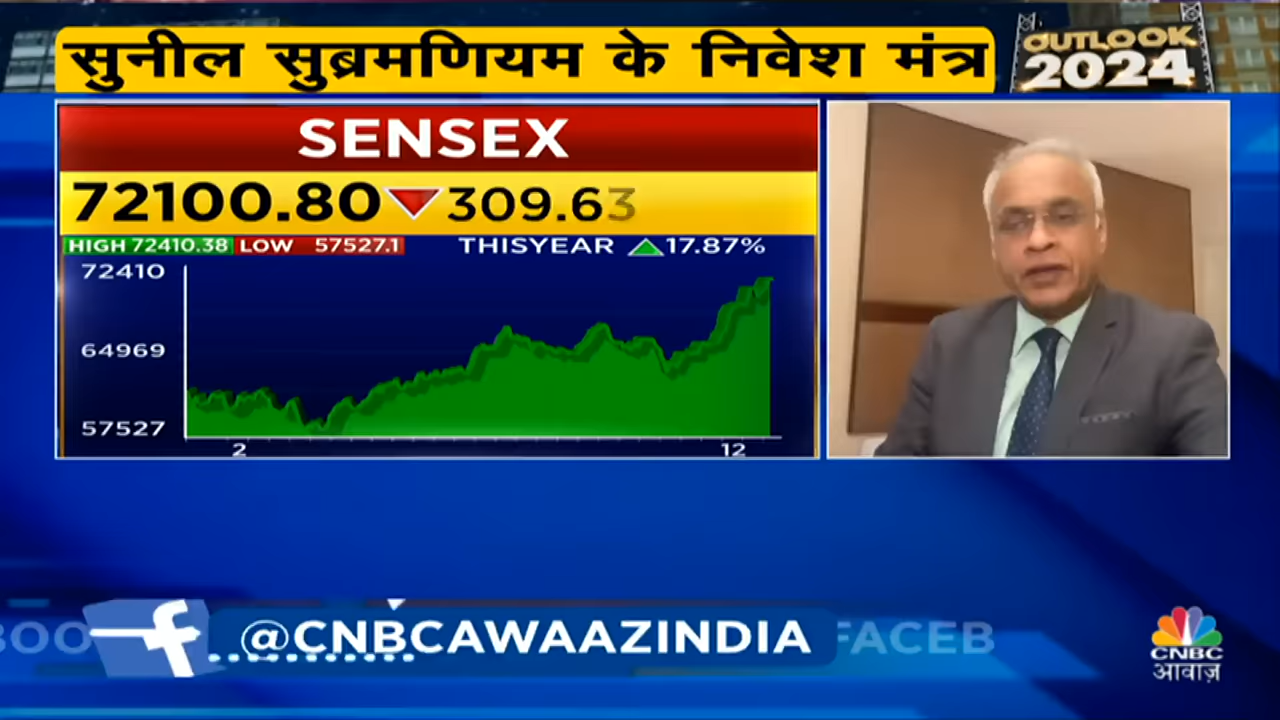 सुनील सुब्रमणियम के निवेश मंत्र
OUTLOOK
2024
SENSEX
72100.80 309.63
HIGH 72410.38 LOW 57527.1 THISYEAR 17.87%
72410
64969
57527
2 12
@CNBCAWAAZINDIA
FACEB
CNBC
आवाज़